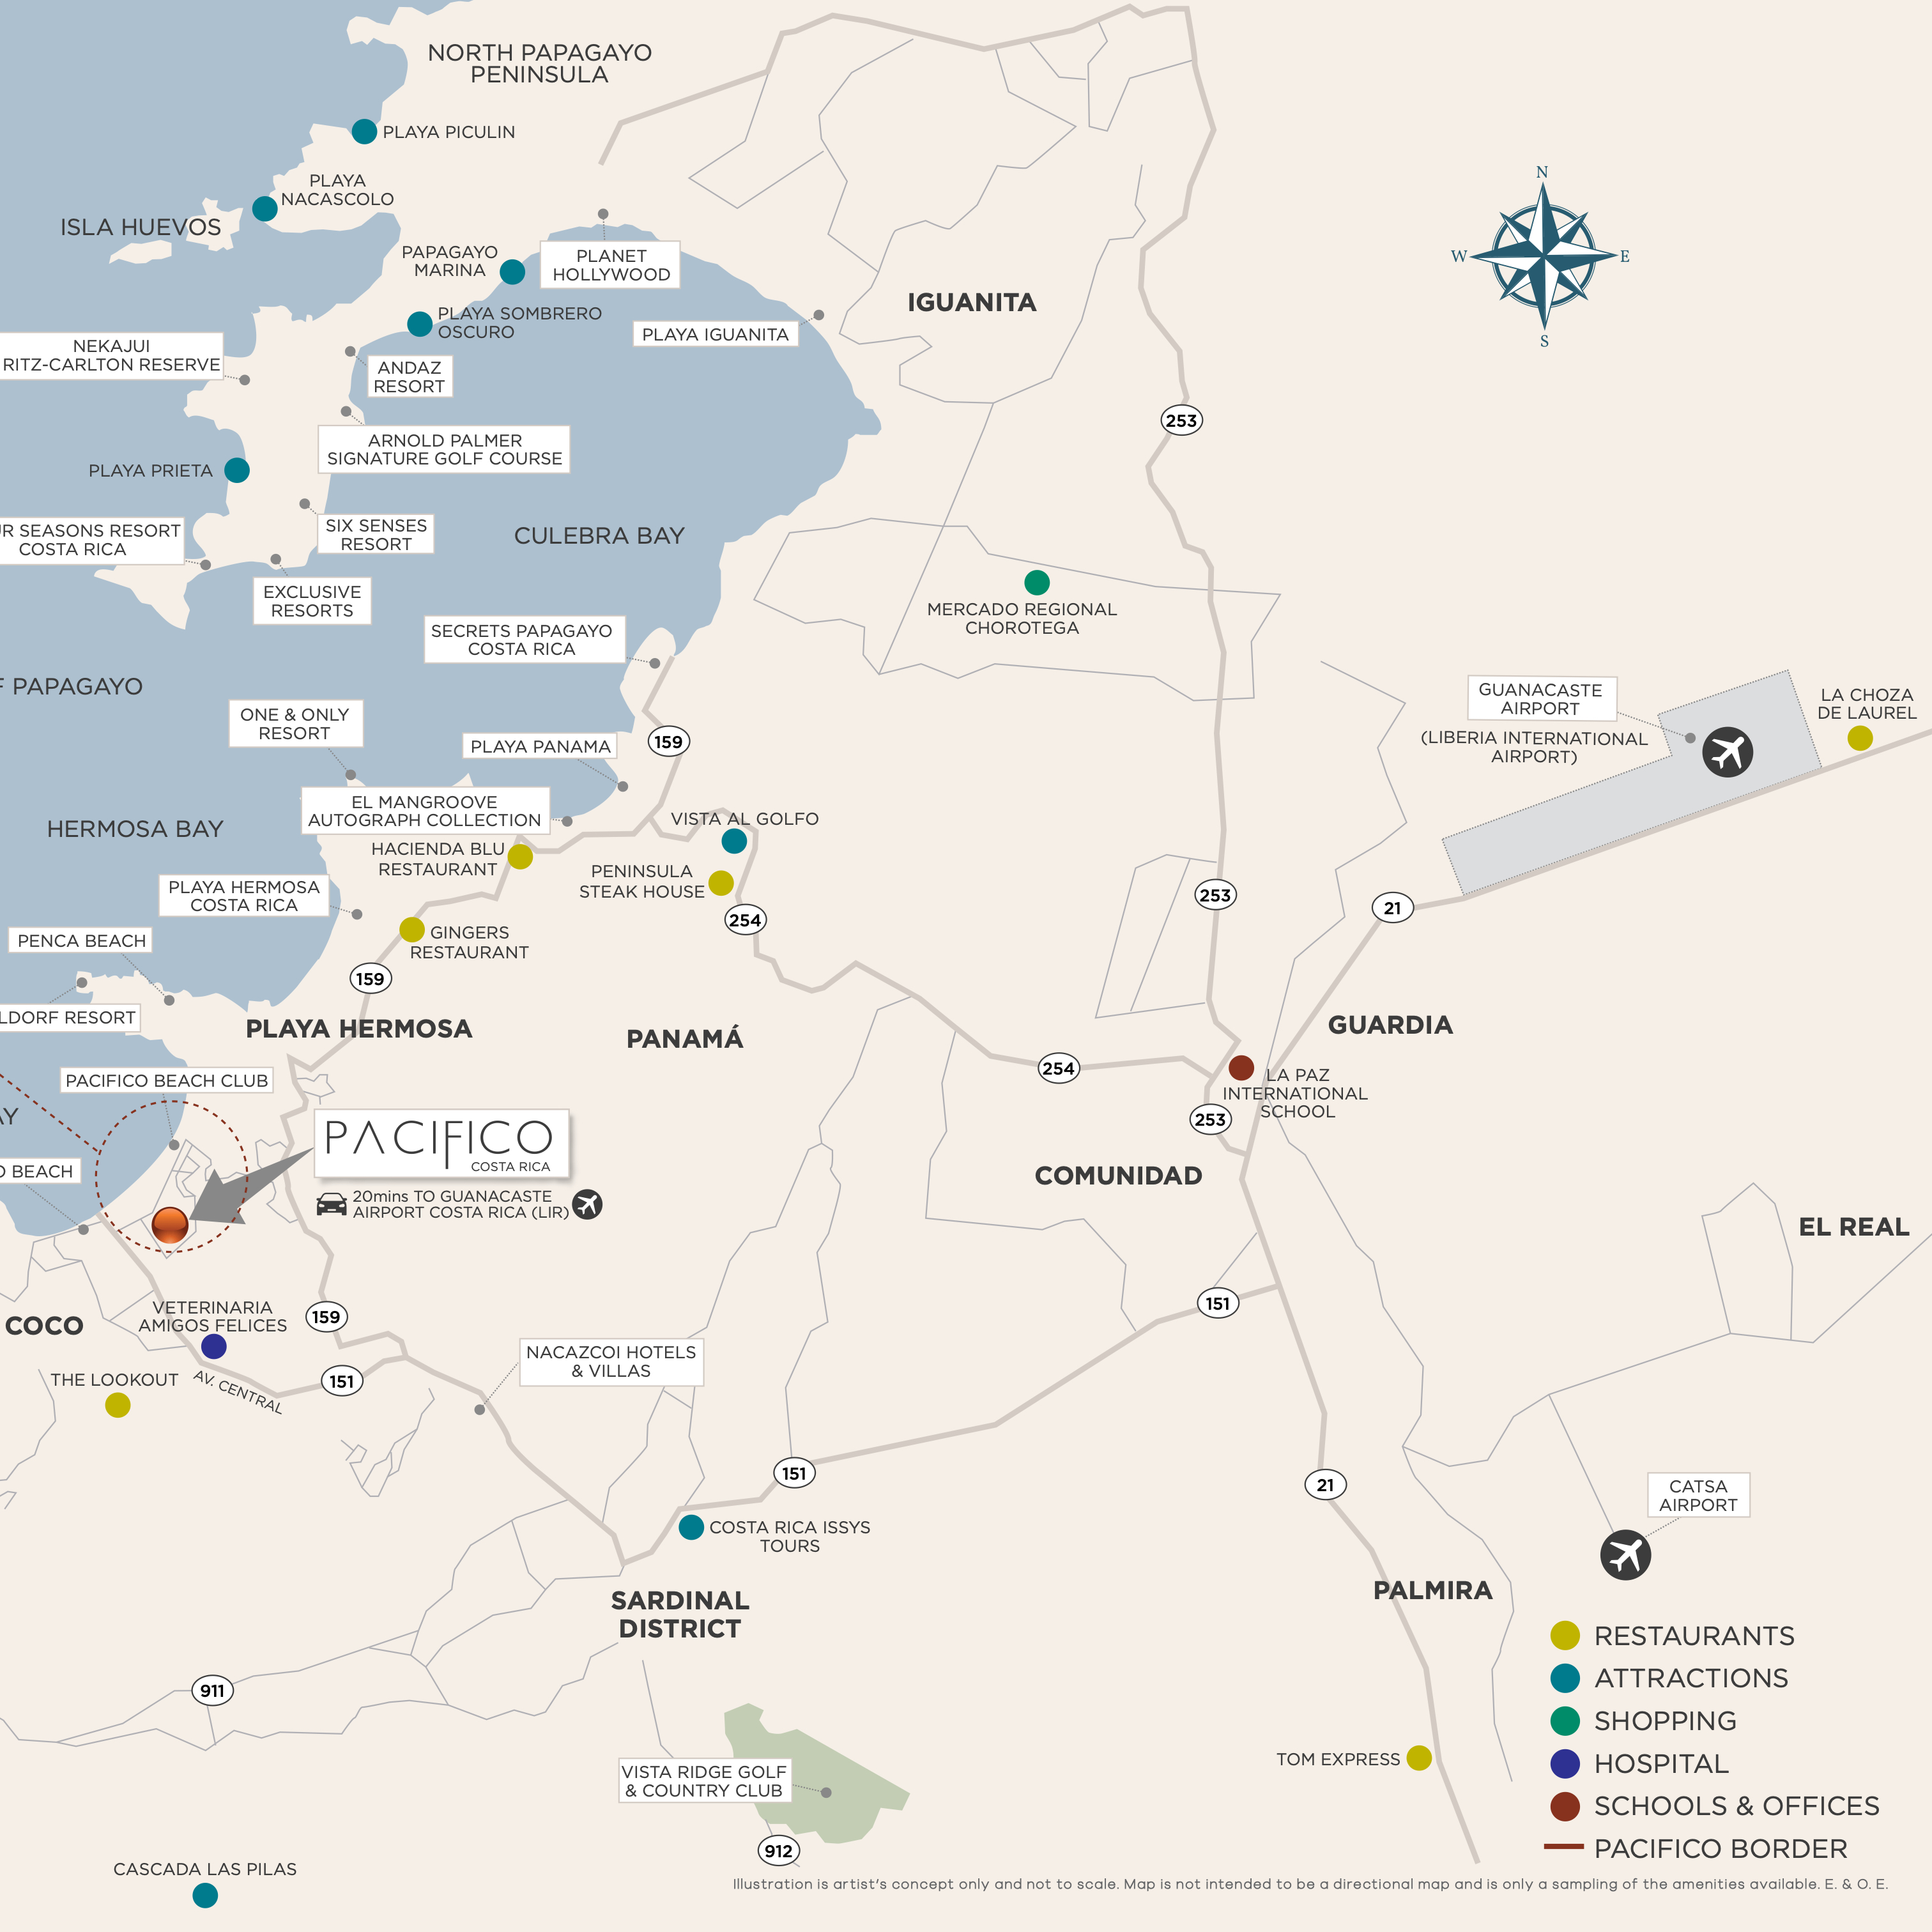 NORTH PAPAGAYO
PENINSULA
PLAYA PICULIN
PLAYA
NACASCOLO
ISLA HUEVOS
PAPAGAYO
MARINA
PLANET
HOLLYWOOD
PLAYA SOMBRERO
OSCURO
PLAYA IGUANITA
IGUANITA
N
W
E
S
NEKAJUI
RITZ-CARLTON RESERVE
ANDAZ
RESORT
ARNOLD PALMER
SIGNATURE GOLF COURSE
253
PLAYA PRIETA
SIX SENSES
RESORT
CULEBRA BAY
SEASONS RESORT
COSTA RICA
EXCLUSIVE
RESORTS
MERCADO REGIONAL
CHOROTEGA
SECRETS PAPAGAYO
COSTA RICA
PAPAGAYO
GUANACASTE
AIRPORT
(LIBERIA INTERNATIONAL
AIRPORT)
LA CHOZA
DE LAUREL
ONE & ONLY
RESORT
PLAYA PANAMA
159
EL MANGROOVE
AUTOGRAPH COLLECTION
HERMOSA BAY
VISTA AL GOLFO
HACIENDA BLU
RESTAURANT
PENINSULA
STEAK HOUSE
PLAYA HERMOSA
COSTA RICA
253
21
254
GINGERS
RESTAURANT
PENCA BEACH
159
LDORF RESORT
PLAYA HERMOSA
PANAMÁ
GUARDIA
254
LA PAZ
INTERNATIONAL
SCHOOL
PACIFICO BEACH CLUB
AY
253
PACIFICO
COSTA RICA
O BEACH
20mins TO GUANACASTE
AIRPORT COSTA RICA (LIR)
COMUNIDAD
EL REAL
151
VETERINARIA
AMIGOS FELICES
159
COCO
NACAZCOI HOTELS
& VILLAS
THE LOOKOUT
AV. CENTRAL
151
151
21
CATSA
AIRPORT
COSTA RICA ISSYS
TOURS
SARDINAL
DISTRICT
PALMIRA
911
TOM EXPRESS
VISTA RIDGE GOLF
& COUNTRY CLUB
912
CASCADA LAS PILAS
RESTAURANTS
ATTRACTIONS
SHOPPING
HOSPITAL
SCHOOLS & OFFICES
PACIFICO BORDER
Illustration is artist's concept only and not to scale. Map is not intended to be a directional map and is only a sampling of the amenities available. E. & O. E.